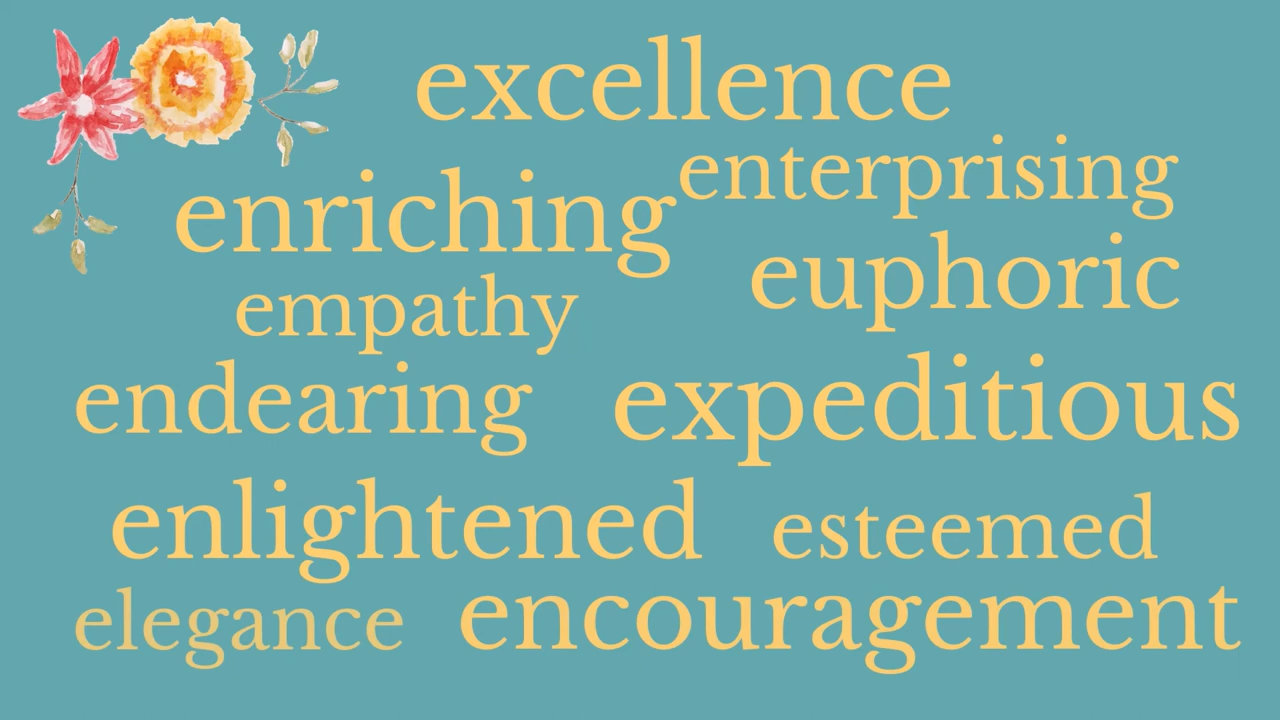 excellence
enterprising
enriching
euphoric
empathy
endearing
expeditious
enlightened
esteemed
elegance
encouragement